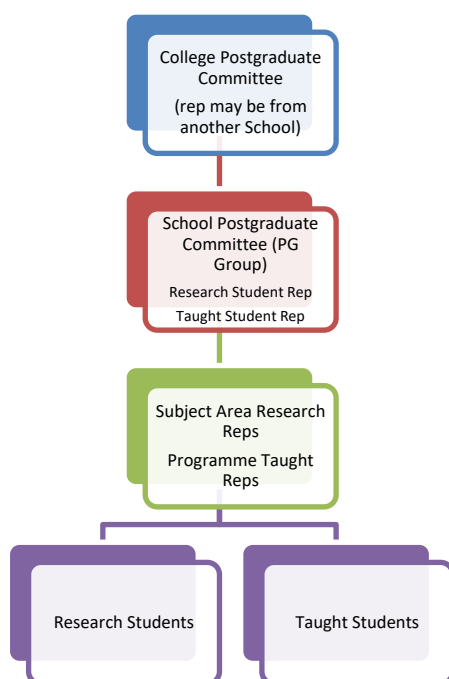 College Postgraduate
Committee
(rep may be from
another School)
School Postgraduate
Committee (PG
Group)
Research Student Rep
Taught Student Rep
Subject Area Research
Reps
Programme Taught
Reps
Research Students
Taught Students